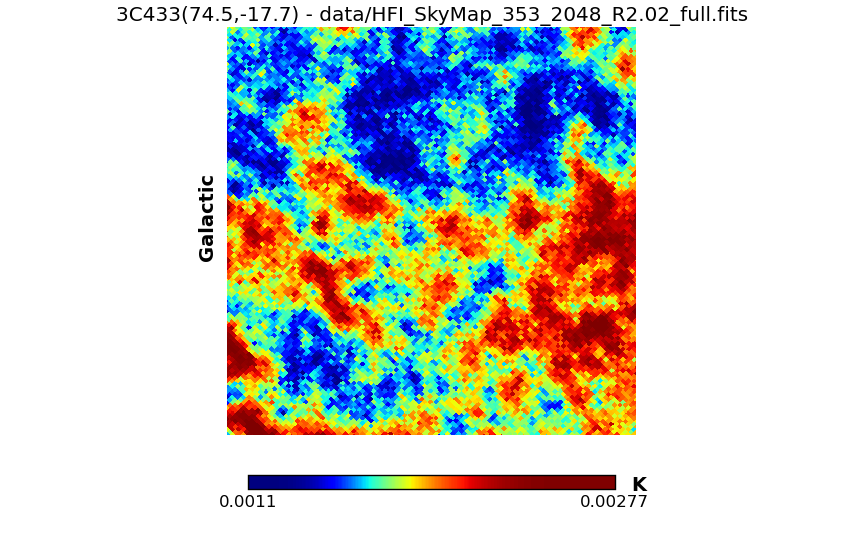 3C433(74.5,-17.7) - data/HFI_SkyMap_353_2048_R2.02_full.fits
Galactic
K
0.0011
0.00277